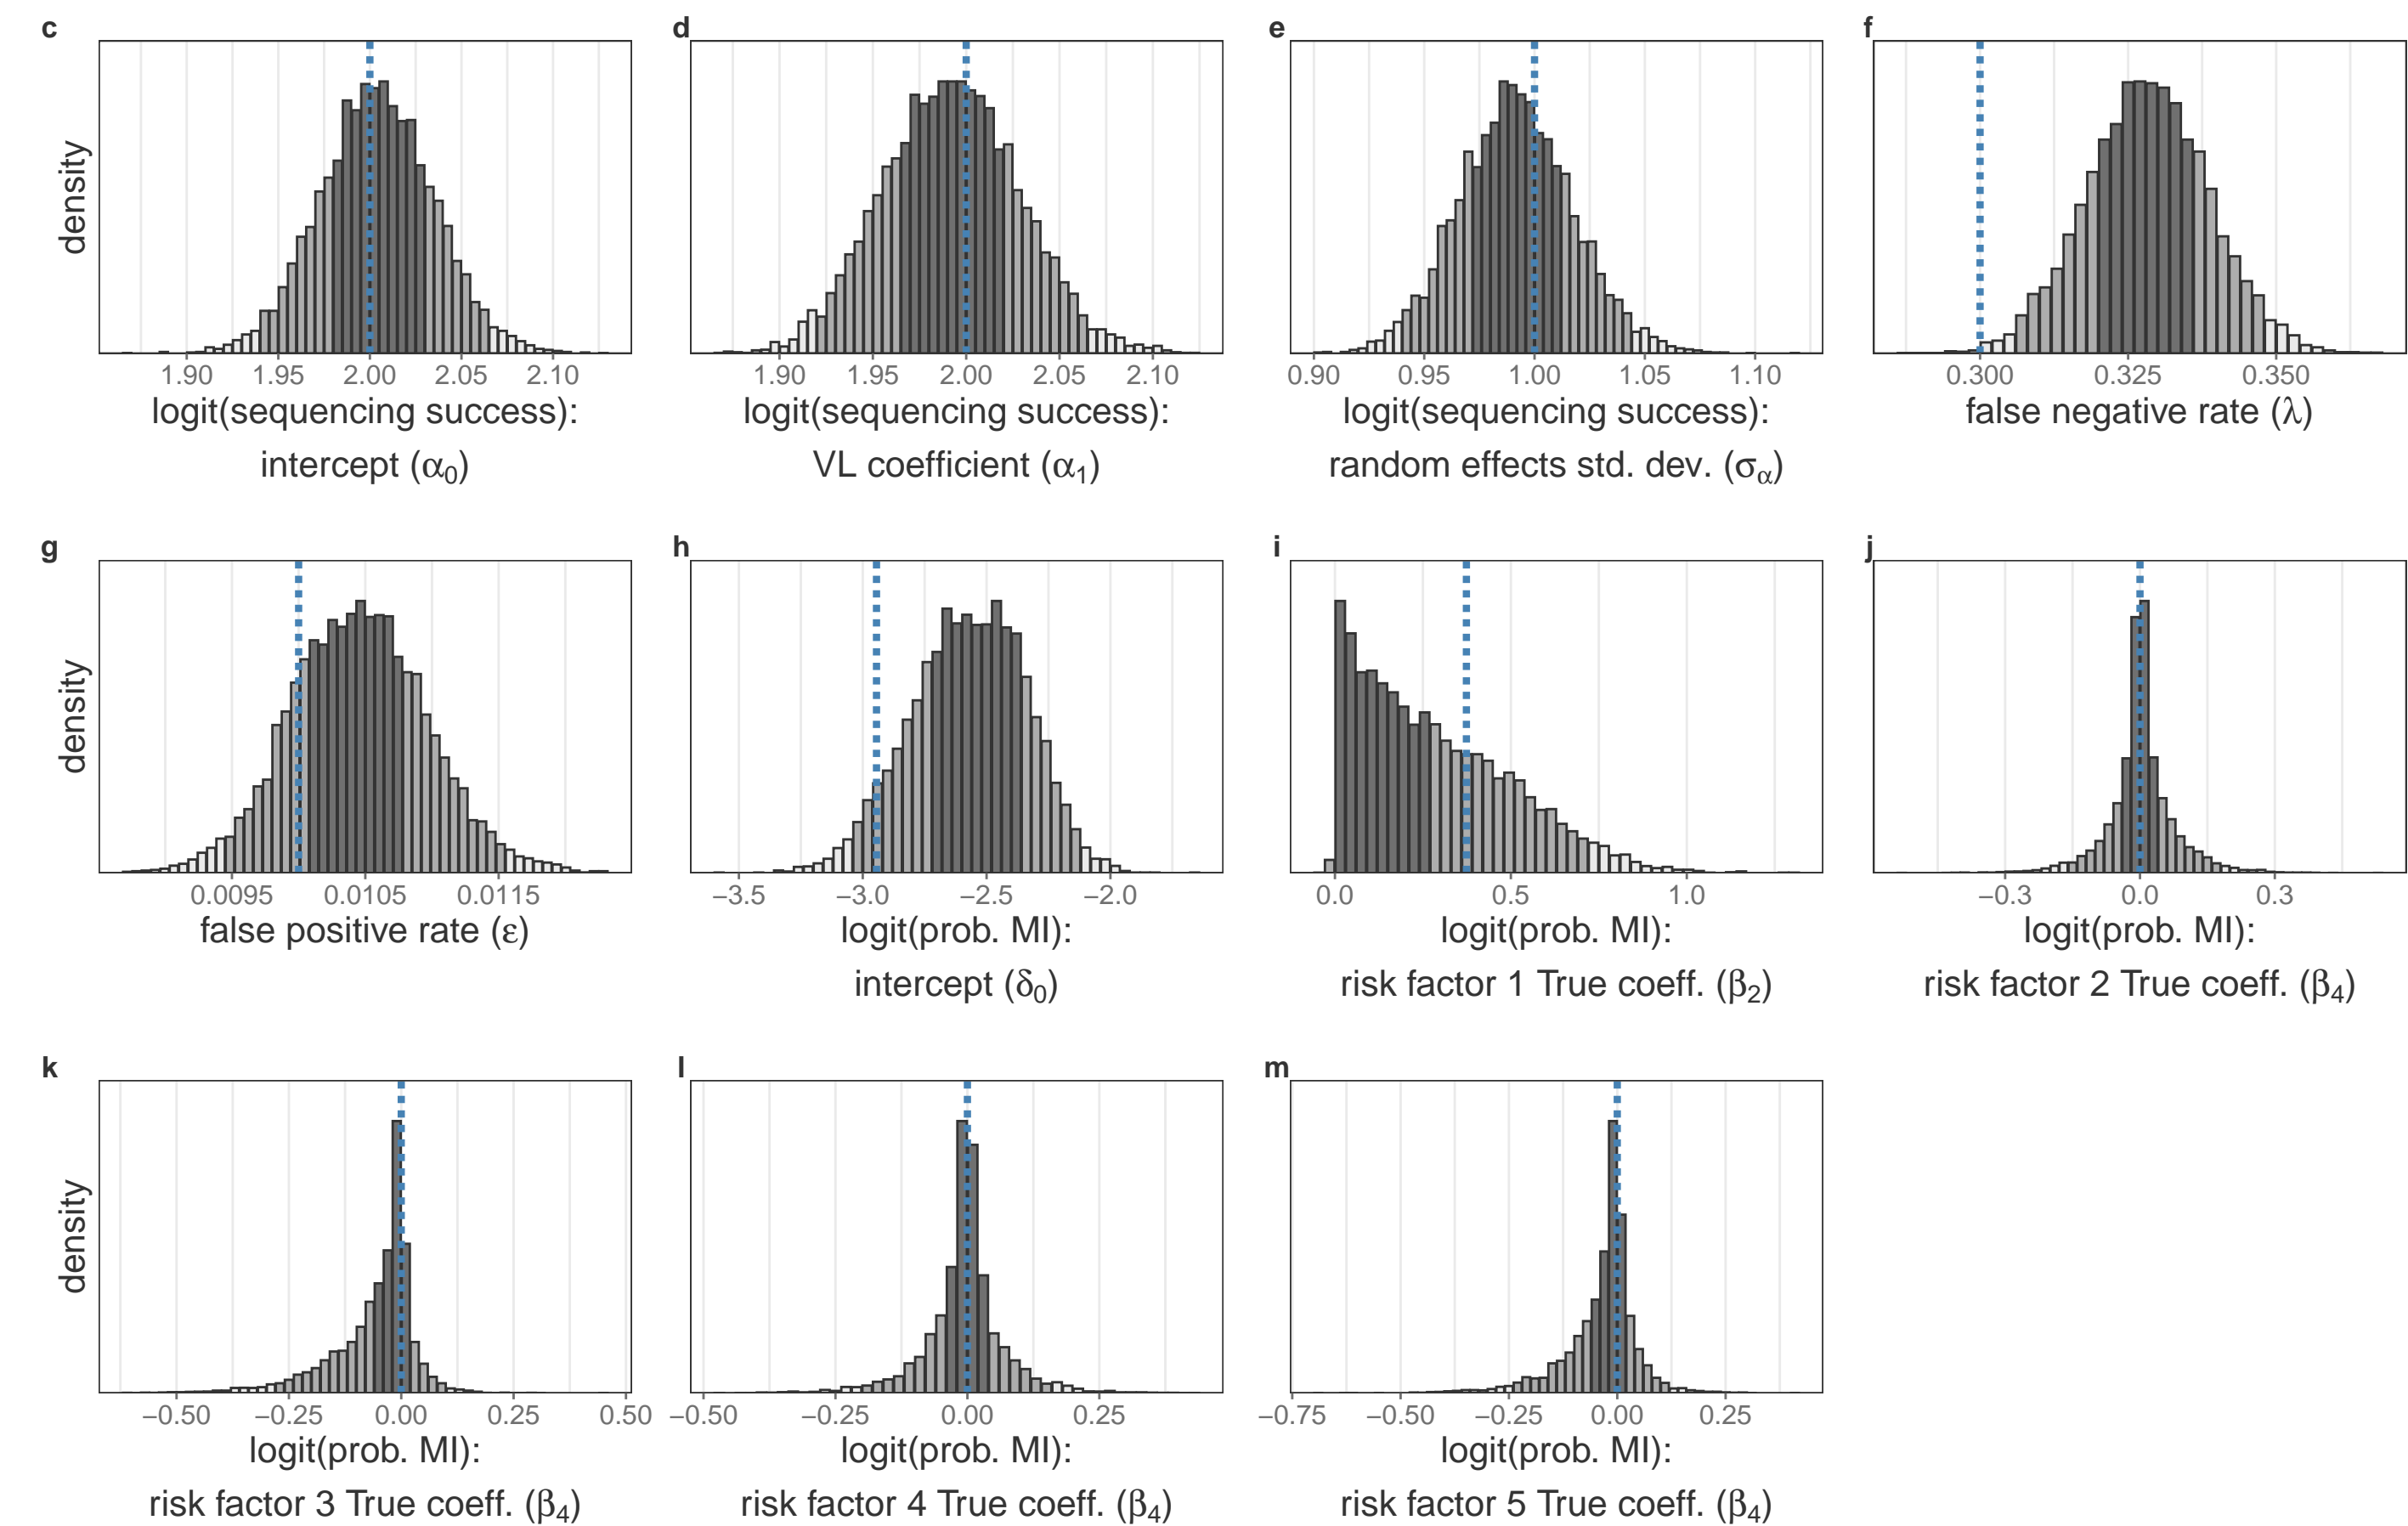 c d e f
density
1.90 1.95 2.00 2.05 2.10 1.90 1.95 2.00 2.05 2.10 0.90 0.95 1.00 1.05 1.10 0.300 0.325 0.350
logit(sequencing success): logit(sequencing success): logit(sequencing success): false negative rate (λ)
intercept (α₀) VL coefficient (α₁) random effects std. dev. (σα)
g h i j
density
0.0095 0.0105 0.0115 −3.5 −3.0 −2.5 −2.0 0.0 0.5 1.0 −0.3 0.0 0.3
false positive rate (ε) logit(prob. MI): logit(prob. MI): logit(prob. MI):
intercept (δ₀) risk factor 1 True coeff. (β₂) risk factor 2 True coeff. (β₄)
k l m
density
−0.50 −0.25 0.00 0.25 0.50 −0.50 −0.25 0.00 0.25 −0.75 −0.50 −0.25 0.00 0.25
logit(prob. MI): logit(prob. MI): logit(prob. MI):
risk factor 3 True coeff. (β₄) risk factor 4 True coeff. (β₄) risk factor 5 True coeff. (β₄)